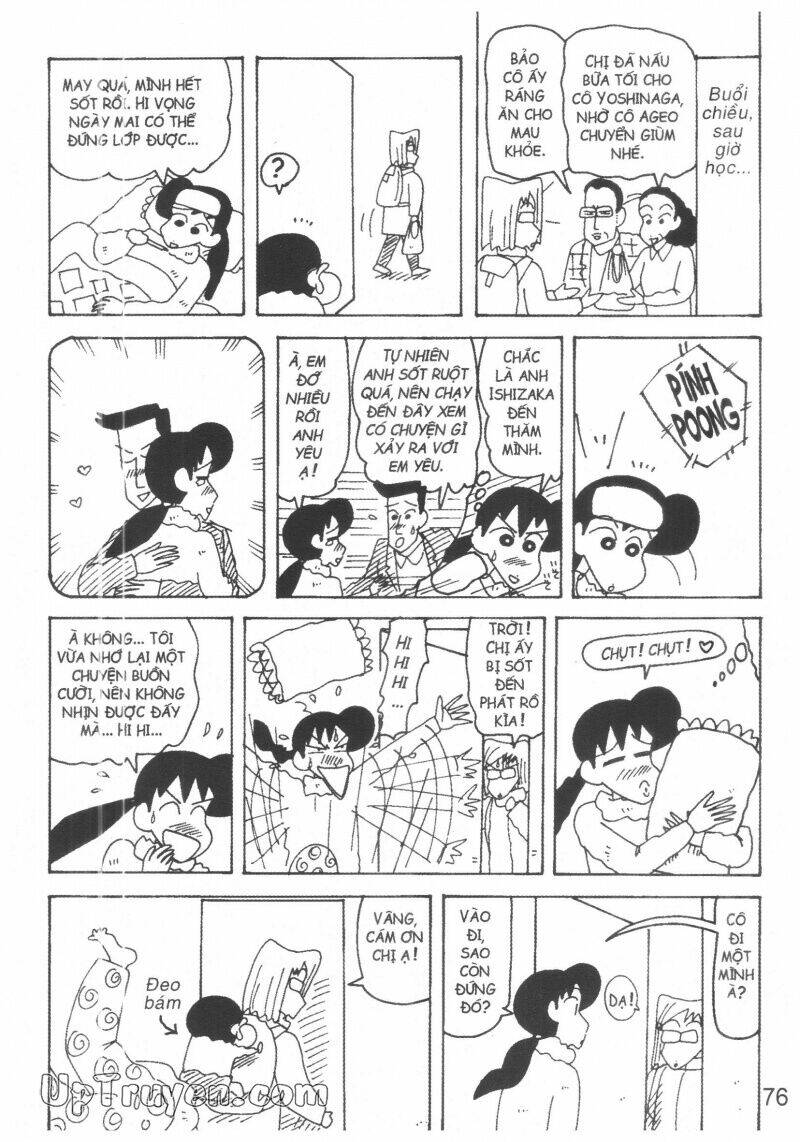 Buổi
chiều,
sau
giờ
học...
CHỊ ĐÃ NẤU
BỮA TỐI CHO
CÔ YOSHINAGA,
NHỜ CÔ AGEO
CHUYỂN GIÙM
NHÉ.
BẢO
CÔ ẤY
RÁNG
ĂN CHO
MAU
KHỎE.
?
MAY QUÁ, MÌNH HẾT
SỐT RỒI. HI VỌNG
NGÀY MAI CÓ THỂ
ĐỨNG LỚP ĐƯỢC...
PÍNH
POONG
CHẮC
LÀ ANH
ISHIZAKA
ĐẾN
THĂM
MÌNH.
TỰ NHIÊN
ANH SỐT RUỘT
QUÁ, NÊN CHẠY
ĐẾN ĐÂY XEM
CÓ CHUYỆN GÌ
XẢY RA VỚI
EM YÊU.
À, EM
ĐỠ
NHIỀU
RỒI
ANH
YÊU
Ạ!
CHỤT! CHỤT! ♡
TRỜI!
CHỊ ẤY
BỊ SỐT
ĐẾN
PHÁT RỒ
KÌA!
HI
HI
HI
...
À KHÔNG... TÔI
VỪA NHỚ LẠI MỘT
CHUYỆN BUỒN
CƯỜI, NÊN KHÔNG
NHỊN ĐUỢC ĐẤY
MÀ... HI HI...
CÔ
ĐI
MỘT
MÌNH
À?
DẠ!
VÀO
ĐI,
SAO
CÒN
ĐỨNG
ĐÓ?
VÂNG,
CÁM ƠN
CHỊ Ạ!
Đeo
bám
UpTruyen.com
76